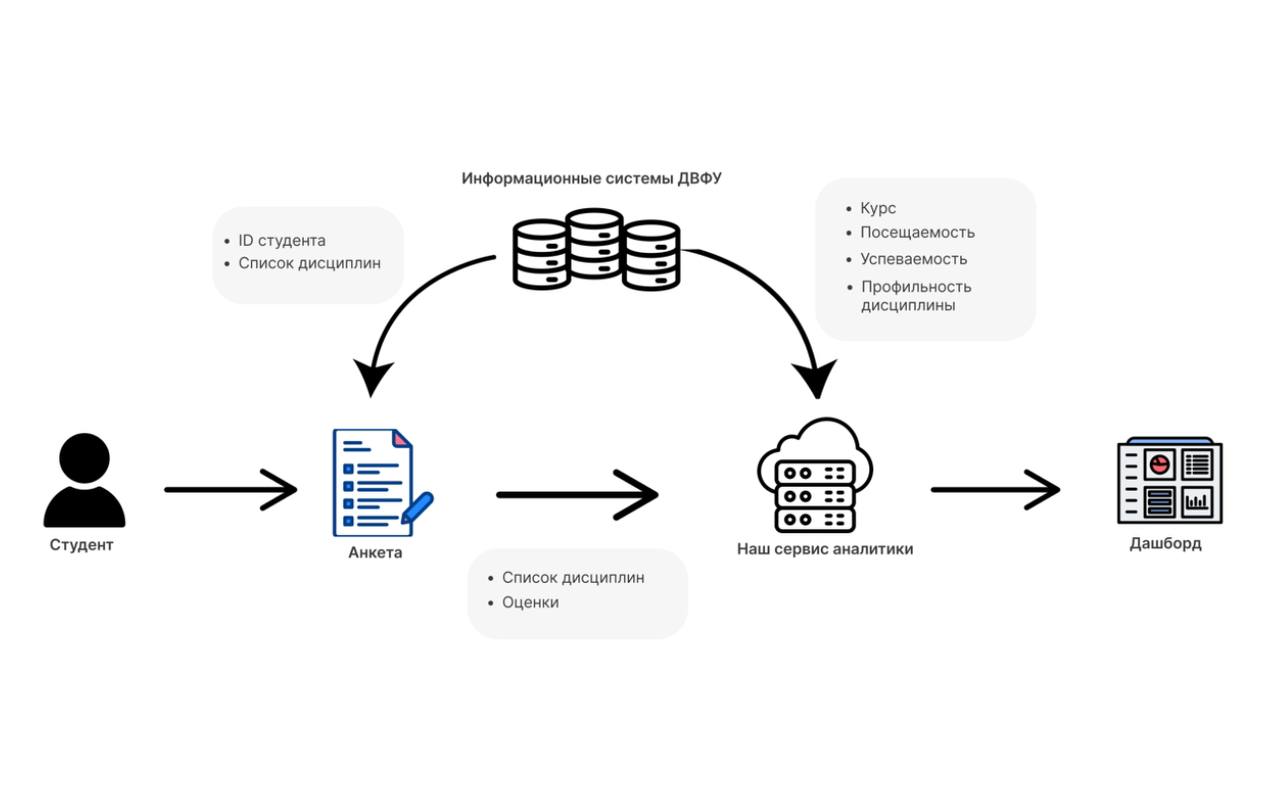 Информационные системы ДВФУ
• ID студента
• Список дисциплин
• Курс
• Посещаемость
• Успеваемость
• Профильность
дисциплины
Студент
Анкета
Наш сервис аналитики
Дашборд
• Список дисциплин
• Оценки